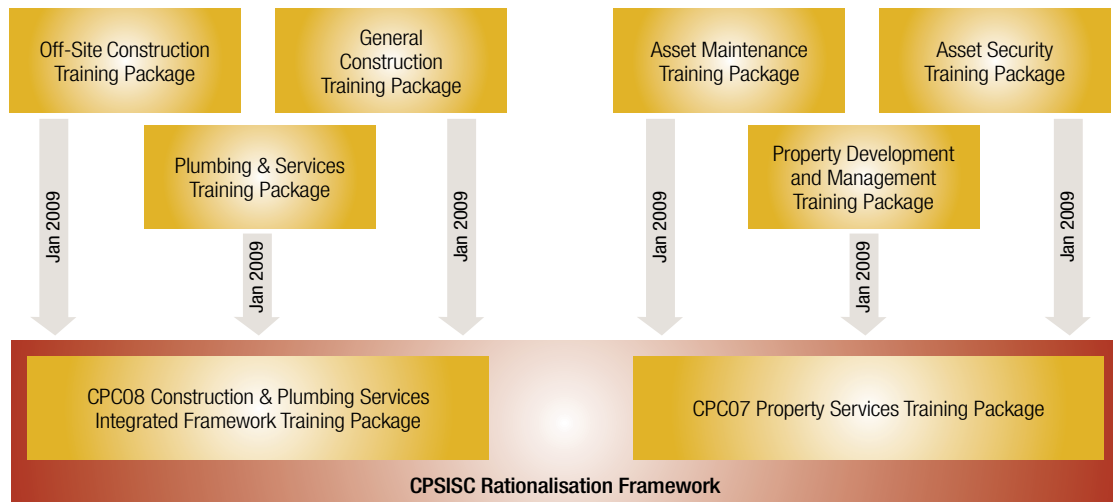 Off-Site Construction
Training Package
General
Construction
Training Package
Asset Maintenance
Training Package
Asset Security
Training Package
Plumbing & Services
Training Package
Property Development
and Management
Training Package
Jan 2009
Jan 2009
Jan 2009
Jan 2009
Jan 2009
Jan 2009
CPC08 Construction & Plumbing Services
Integrated Framework Training Package
CPC07 Property Services Training Package
CPSISC Rationalisation Framework